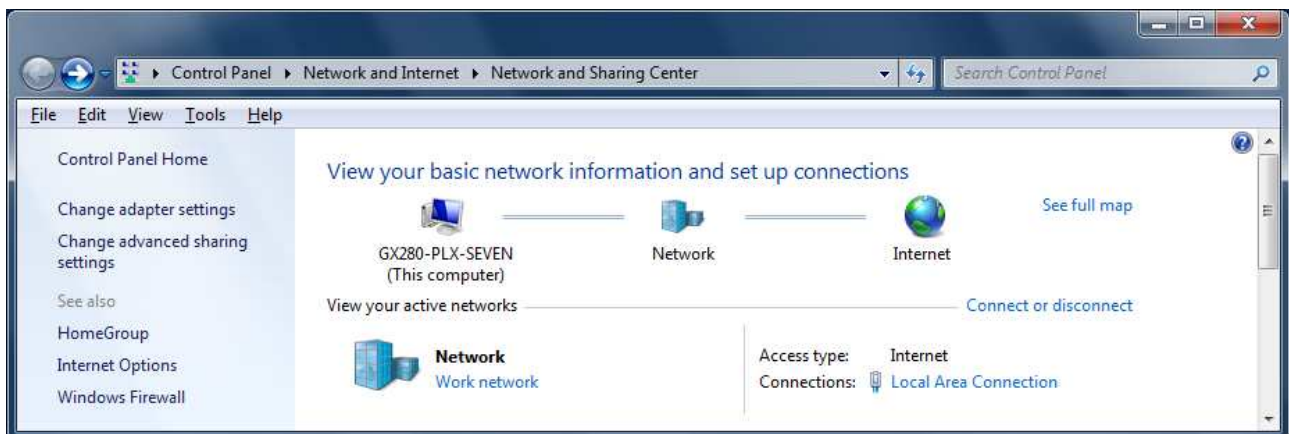 Control Panel ▸ Network and Internet ▸ Network and Sharing Center
Search Control Panel
File Edit View Tools Help
Control Panel Home
Change adapter settings
Change advanced sharing
settings
See also
HomeGroup
Internet Options
Windows Firewall
View your basic network information and set up connections
See full map
GX280-PLX-SEVEN
(This computer)
Network
Internet
View your active networks
Connect or disconnect
Network
Work network
Access type: Internet
Connections: Local Area Connection